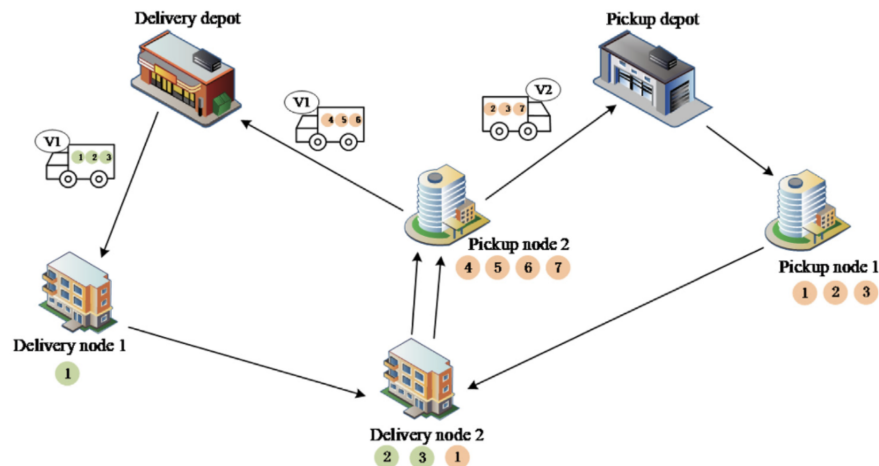 Delivery depot
Pickup depot
V1
4 5 6
V2
2 3 7
V1
1 2 3
Pickup node 2
4 5 6 7
Pickup node 1
1 2 3
Delivery node 1
1
Delivery node 2
2 3 1